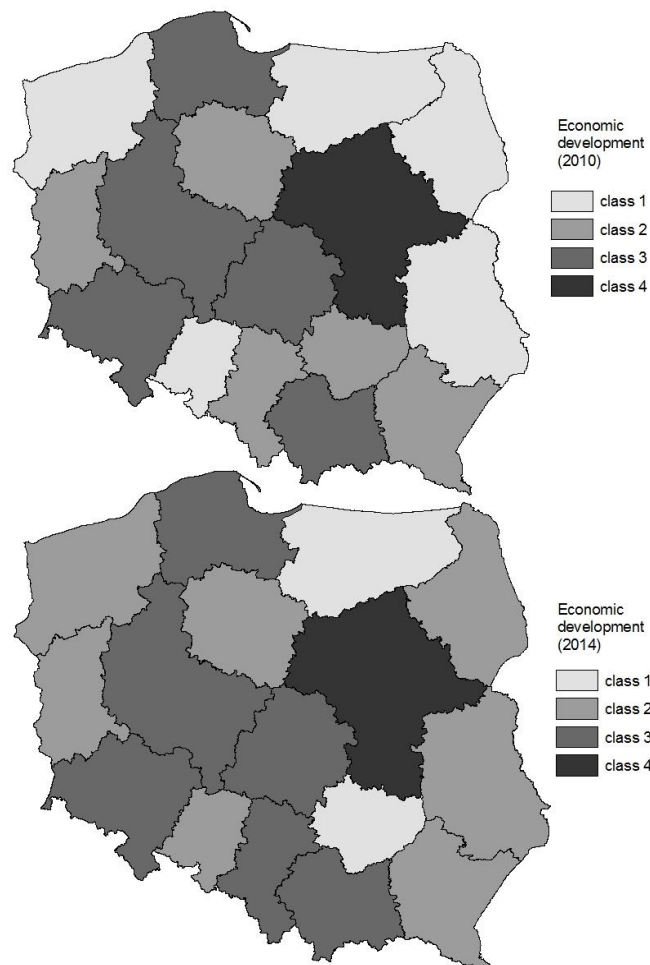 Economic
development
(2010)
class 1
class 2
class 3
class 4
Economic
development
(2014)
class 1
class 2
class 3
class 4